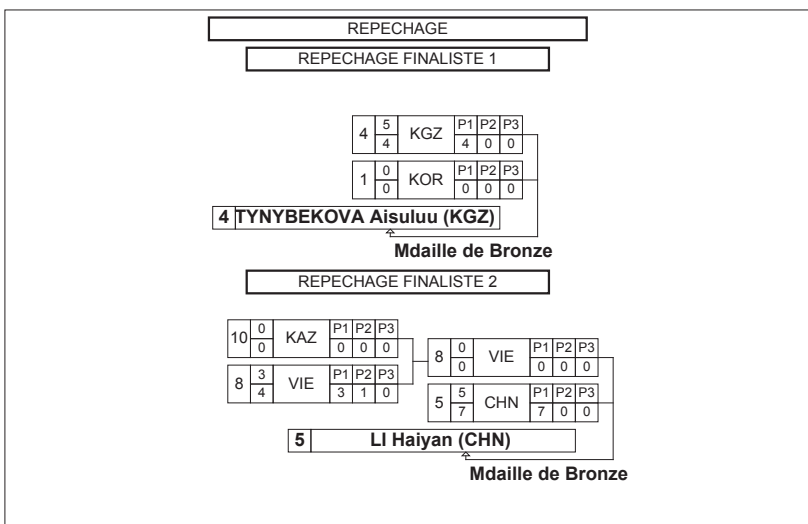 REPECHAGE
REPECHAGE FINALISTE 1
4 5 KGZ P1 P2 P3
4 4 0 0
1 0 KOR P1 P2 P3
0 0 0 0
4 TYNYBEKOVA Aisuluu (KGZ)
Mdaille de Bronze
REPECHAGE FINALISTE 2
10 0 KAZ P1 P2 P3
0 0 0 0
8 3 VIE P1 P2 P3
4 3 1 0
8 0 VIE P1 P2 P3
0 0 0 0
5 5 CHN P1 P2 P3
7 7 0 0
5 LI Haiyan (CHN)
Mdaille de Bronze